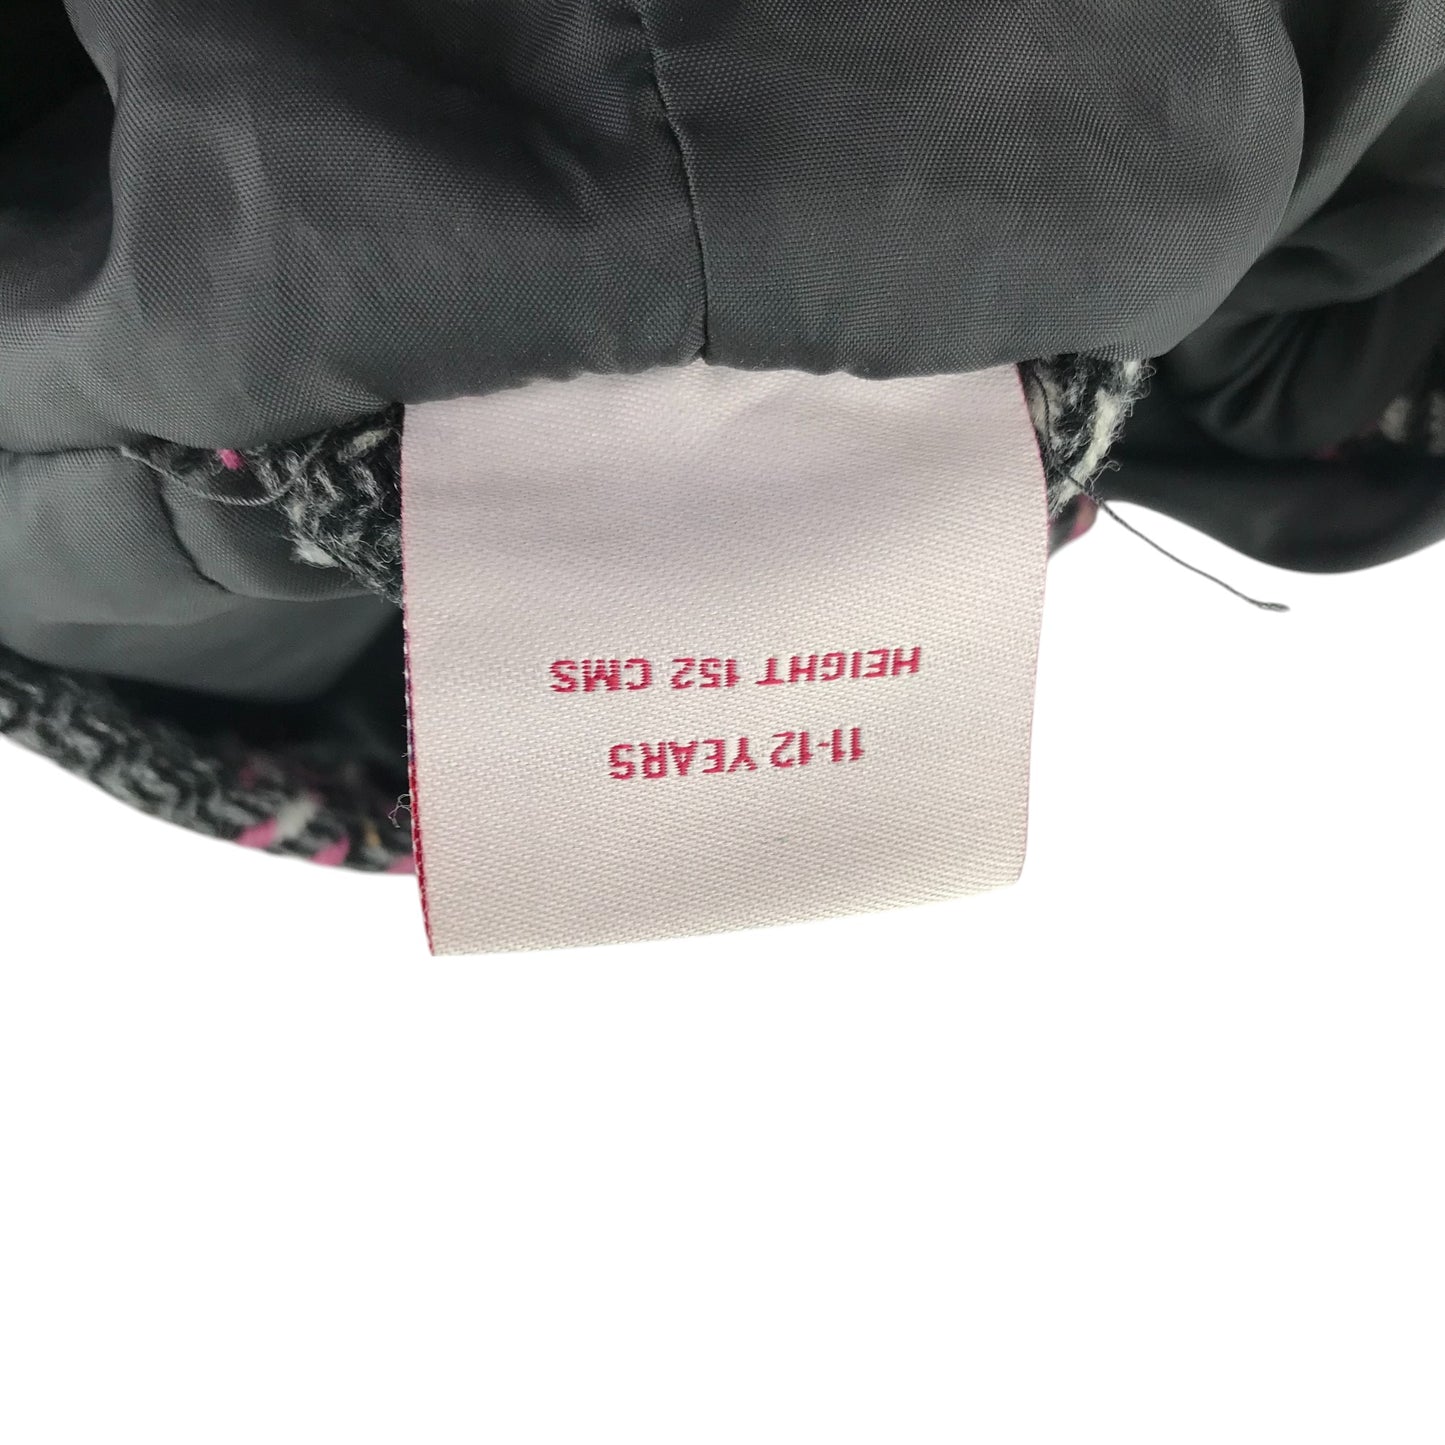 11-12 YEARS
HEIGHT 152 CMS